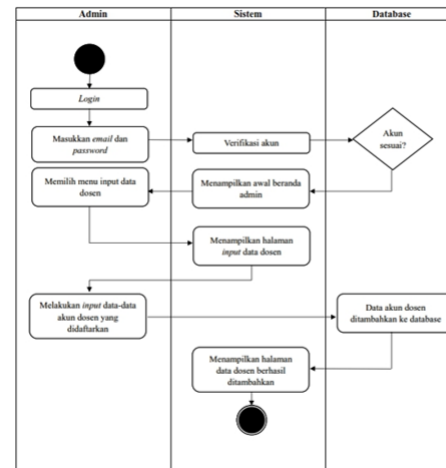 Admin
Sistem
Database
Login
Masukkan email dan
password
Verifikasi akun
Akun
sesuai?
Memilih menu input data
dosen
Menampilkan awal beranda
admin
Menampilkan halaman
input data dosen
Melakukan input data-data
akun dosen yang
didaftarkan
Data akun dosen
ditambahkan ke database
Menampilkan halaman
data dosen berhasil
ditambahkan